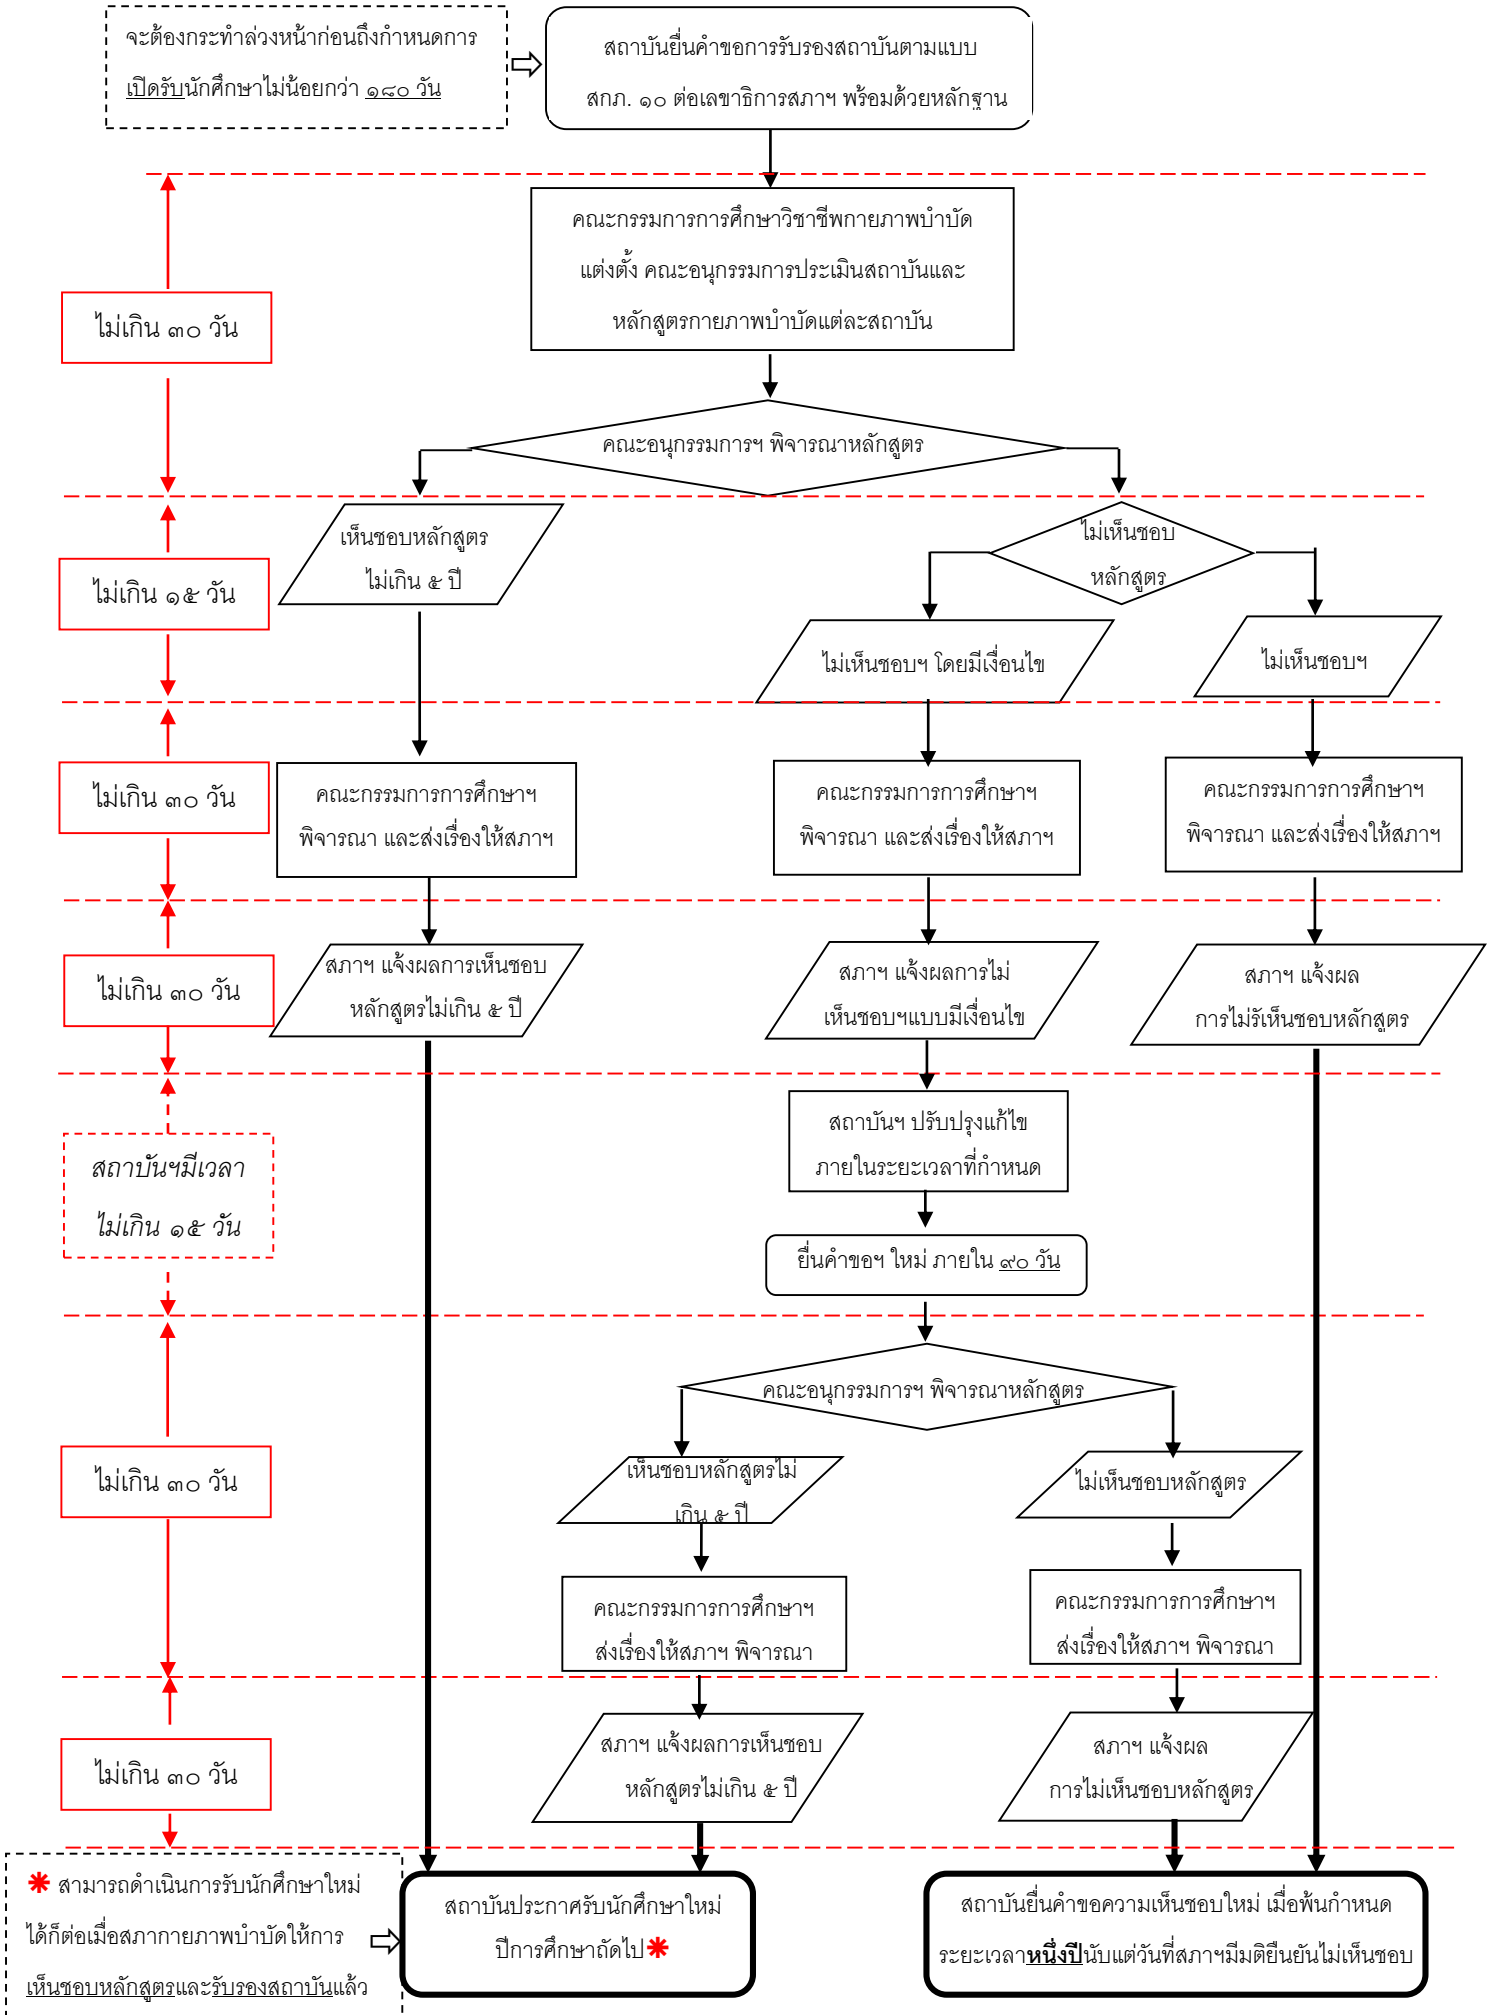 จะต้องกระทำล่วงหน้าก่อนถึงกำหนดการ
เปิดรับนักศึกษาไม่น้อยกว่า ๑๘๐ วัน
สถาบันยื่นคำขอการรับรองสถาบันตามแบบ
สกภ. ๑๐ ต่อเลขาธิการสภาฯ พร้อมด้วยหลักฐาน
คณะกรรมการการศึกษาวิชาชีพกายภาพบำบัด
แต่งตั้ง คณะอนุกรรมการประเมินสถาบันและ
หลักสูตรกายภาพบำบัดแต่ละสถาบัน
ไม่เกิน ๓๐ วัน
คณะอนุกรรมการฯ พิจารณาหลักสูตร
เห็นชอบหลักสูตร
ไม่เกิน ๕ ปี
ไม่เห็นชอบ
หลักสูตร
ไม่เกิน ๑๕ วัน
ไม่เห็นชอบฯ โดยมีเงื่อนไข
ไม่เห็นชอบฯ
ไม่เกิน ๓๐ วัน
คณะกรรมการการศึกษาฯ
พิจารณา และส่งเรื่องให้สภาฯ
คณะกรรมการการศึกษาฯ
พิจารณา และส่งเรื่องให้สภาฯ
คณะกรรมการการศึกษาฯ
พิจารณา และส่งเรื่องให้สภาฯ
ไม่เกิน ๓๐ วัน
สภาฯ แจ้งผลการเห็นชอบ
หลักสูตรไม่เกิน ๕ ปี
สภาฯ แจ้งผลการไม่
เห็นชอบฯแบบมีเงื่อนไข
สภาฯ แจ้งผล
การไม่รัเห็นชอบหลักสูตร
สถาบันฯมีเวลา
ไม่เกิน ๑๕ วัน
สถาบันฯ ปรับปรุงแก้ไข
ภายในระยะเวลาที่กำหนด
ยื่นคำขอฯ ใหม่ ภายใน ๙๐ วัน
คณะอนุกรรมการฯ พิจารณาหลักสูตร
ไม่เกิน ๓๐ วัน
เห็นชอบหลักสูตรไม่
เกิน ๕ ปี
ไม่เห็นชอบหลักสูตร
คณะกรรมการการศึกษาฯ
ส่งเรื่องให้สภาฯ พิจารณา
คณะกรรมการการศึกษาฯ
ส่งเรื่องให้สภาฯ พิจารณา
ไม่เกิน ๓๐ วัน
สภาฯ แจ้งผลการเห็นชอบ
หลักสูตรไม่เกิน ๕ ปี
สภาฯ แจ้งผล
การไม่เห็นชอบหลักสูตร
✱ สามารถดำเนินการรับนักศึกษาใหม่
ได้ก็ต่อเมื่อสภากายภาพบำบัดให้การ
เห็นชอบหลักสูตรและรับรองสถาบันแล้ว
สถาบันประกาศรับนักศึกษาใหม่
ปีการศึกษาถัดไป✱
สถาบันยื่นคำขอความเห็นชอบใหม่ เมื่อพ้นกำหนด
ระยะเวลาหนึ่งปีนับแต่วันที่สภาฯมีมติยืนยันไม่เห็นชอบ